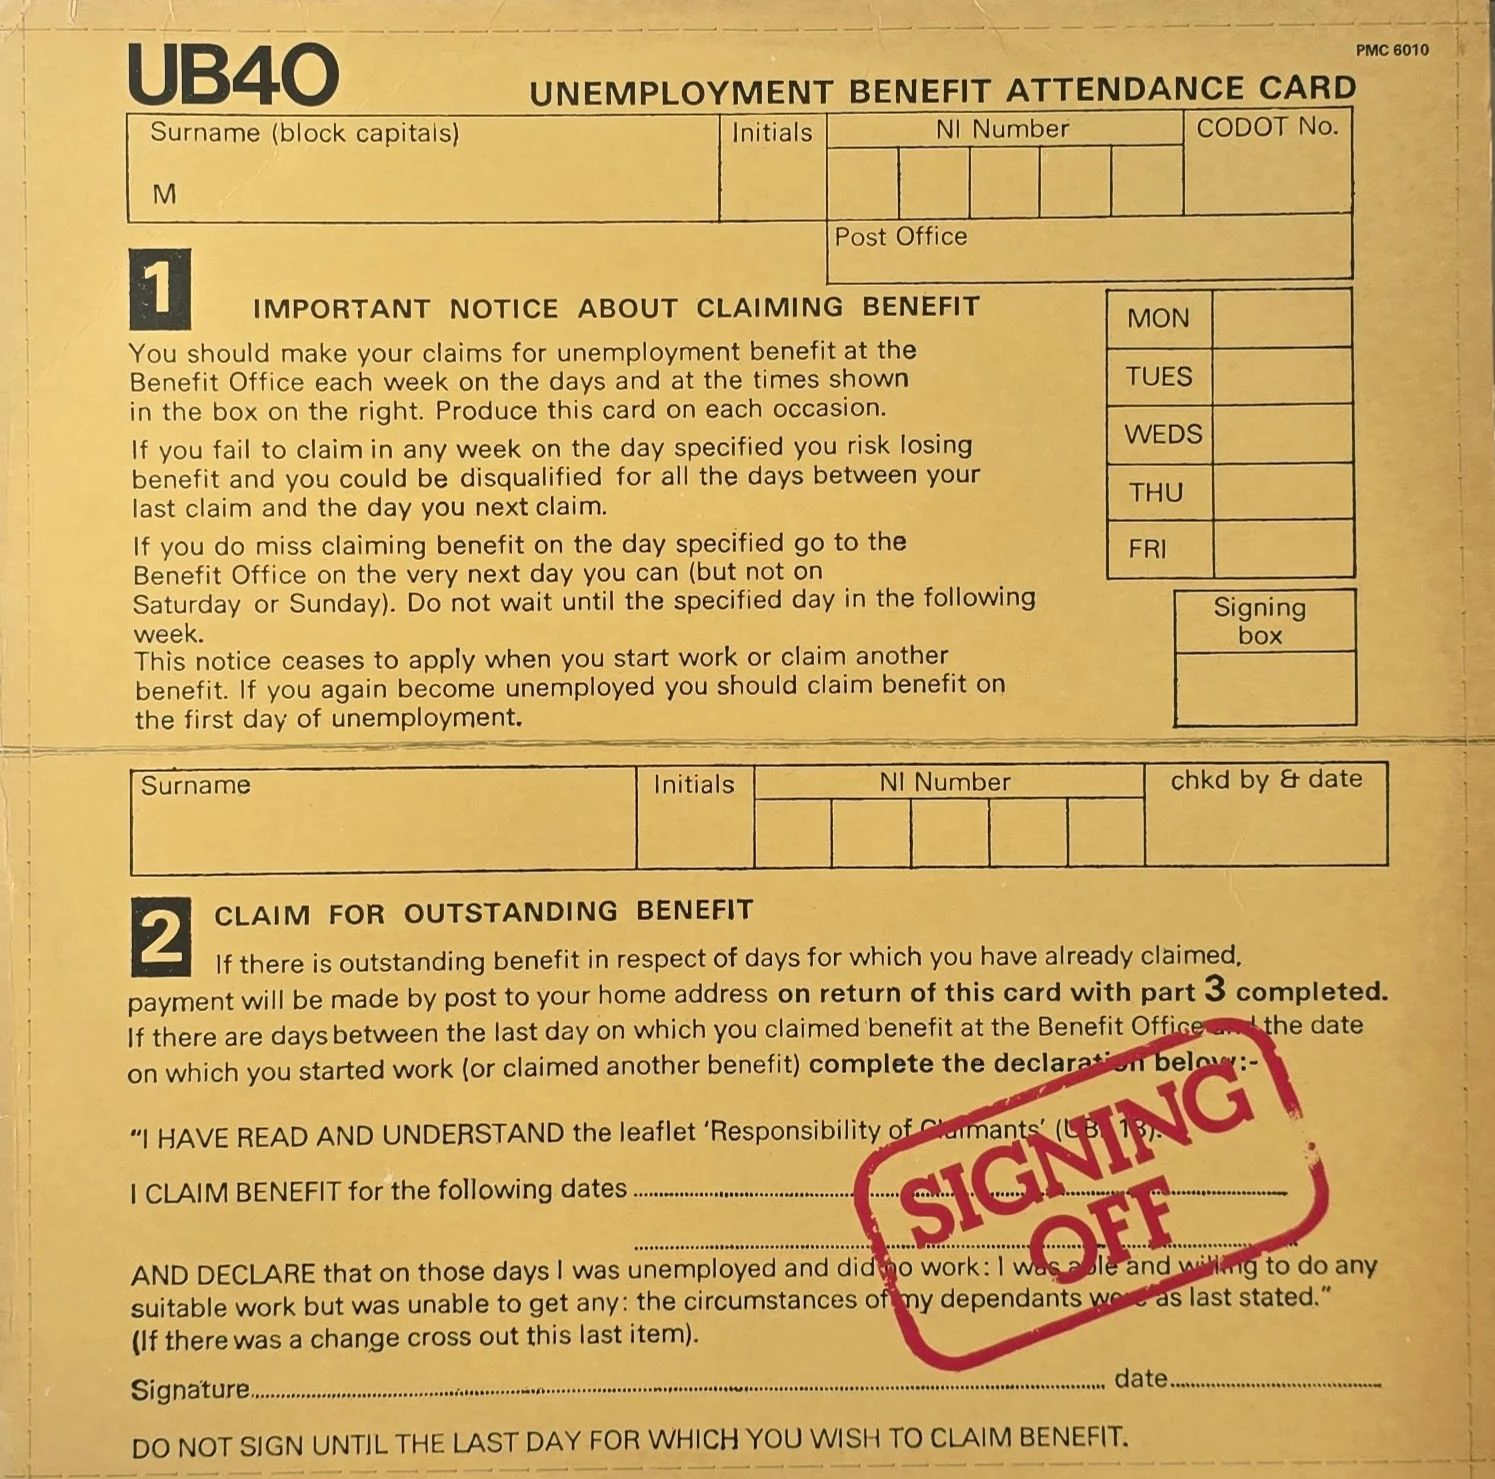 PMC 6010
UB40
UNEMPLOYMENT BENEFIT ATTENDANCE CARD
Surname (block capitals)
Initials
NI Number
CODOT No.
M
Post Office
1
IMPORTANT NOTICE ABOUT CLAIMING BENEFIT
You should make your claims for unemployment benefit at the
Benefit Office each week on the days and at the times shown
in the box on the right. Produce this card on each occasion.
If you fail to claim in any week on the day specified you risk losing
benefit and you could be disqualified for all the days between your
last claim and the day you next claim.
If you do miss claiming benefit on the day specified go to the
Benefit Office on the very next day you can (but not on
Saturday or Sunday). Do not wait until the specified day in the following
week.
This notice ceases to apply when you start work or claim another
benefit. If you again become unemployed you should claim benefit on
the first day of unemployment.
MON
TUES
WEDS
THU
FRI
Signing
box
Surname
Initials
NI Number
chkd by & date
2
CLAIM FOR OUTSTANDING BENEFIT
If there is outstanding benefit in respect of days for which you have already claimed,
payment will be made by post to your home address on return of this card with part 3 completed.
If there are days between the last day on which you claimed benefit at the Benefit Office and the date
on which you started work (or claimed another benefit) complete the declaration below:-
"I HAVE READ AND UNDERSTAND the leaflet 'Responsibility of Claimants' (UBL 18).
I CLAIM BENEFIT for the following dates
AND DECLARE that on those days I was unemployed and did no work: I was able and willing to do any
suitable work but was unable to get any: the circumstances of my dependants were as last stated."
(If there was a change cross out this last item).
SIGNING
OFF
Signature.......... date..........
DO NOT SIGN UNTIL THE LAST DAY FOR WHICH YOU WISH TO CLAIM BENEFIT.